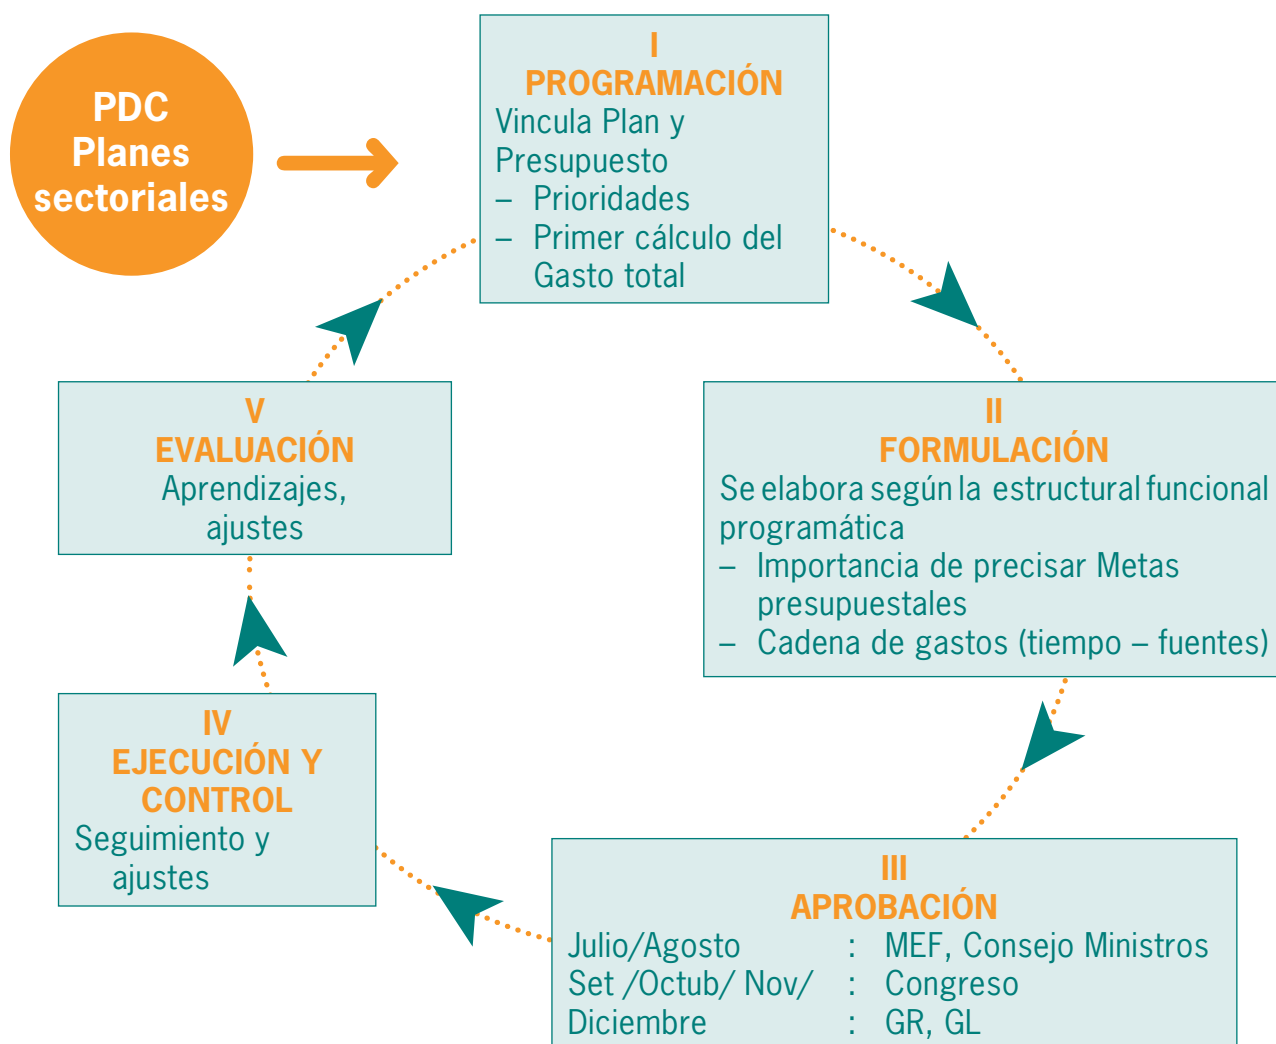 PDC
Planes
sectoriales
I
PROGRAMACIÓN
Vincula Plan y
Presupuesto
– Prioridades
– Primer cálculo del
Gasto total
II
FORMULACIÓN
Se elabora según la estructural funcional
programática
– Importancia de precisar Metas
presupuestales
– Cadena de gastos (tiempo – fuentes)
III
APROBACIÓN
Julio/Agosto : MEF, Consejo Ministros
Set /Octub/ Nov/ : Congreso
Diciembre : GR, GL
IV
EJECUCIÓN Y
CONTROL
Seguimiento y
ajustes
V
EVALUACIÓN
Aprendizajes,
ajustes